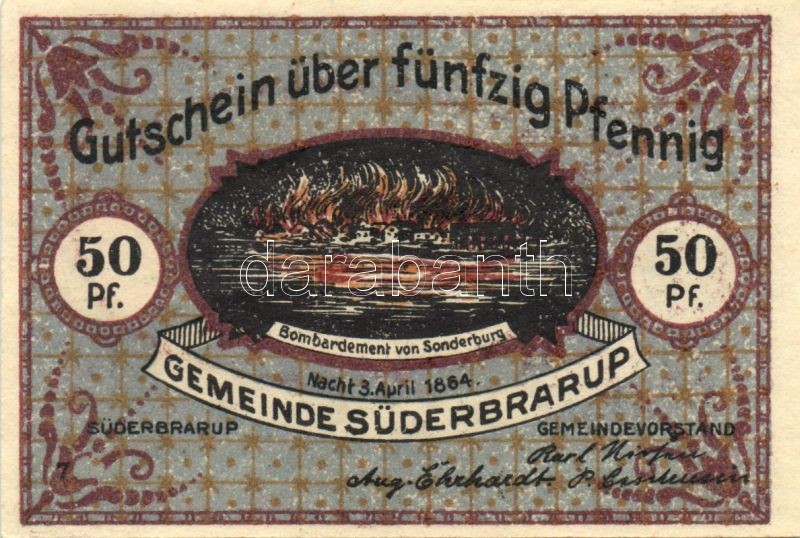 Gutschein über fünfzig Pfennig
50 Pf.
50 Pf.
darabanth
Bombardement von Sonderburg.
Nacht 3. April 1864.
GEMEINDE SÜDERBRARUP
SÜDERBRARUP
GEMEINDEVORSTAND
Karl
Aug. Ehrhardt. P.
7